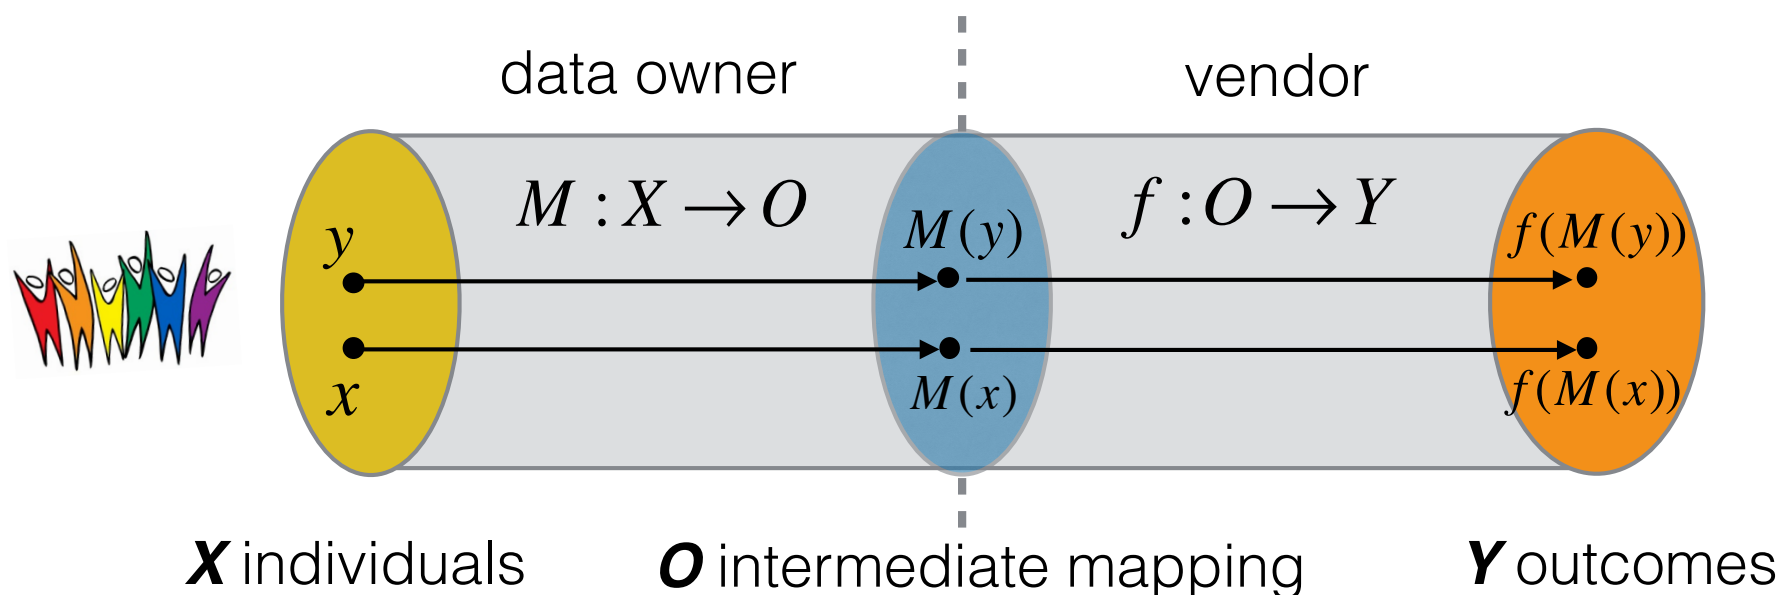 data owner
vendor
M : X → O
f : O → Y
y
M(y)
f(M(y))
x
M(x)
f(M(x))
X individuals
O intermediate mapping
Y outcomes